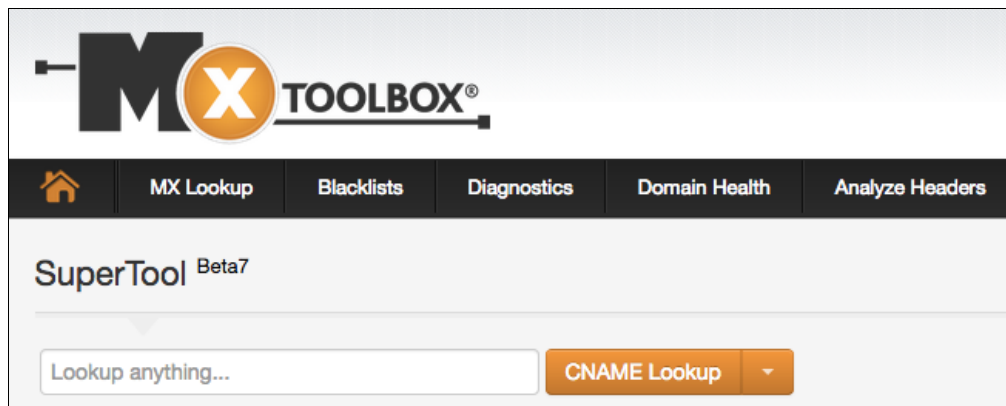 MX TOOLBOX®
MX Lookup Blacklists Diagnostics Domain Health Analyze Headers
SuperTool Beta7
Lookup anything... CNAME Lookup